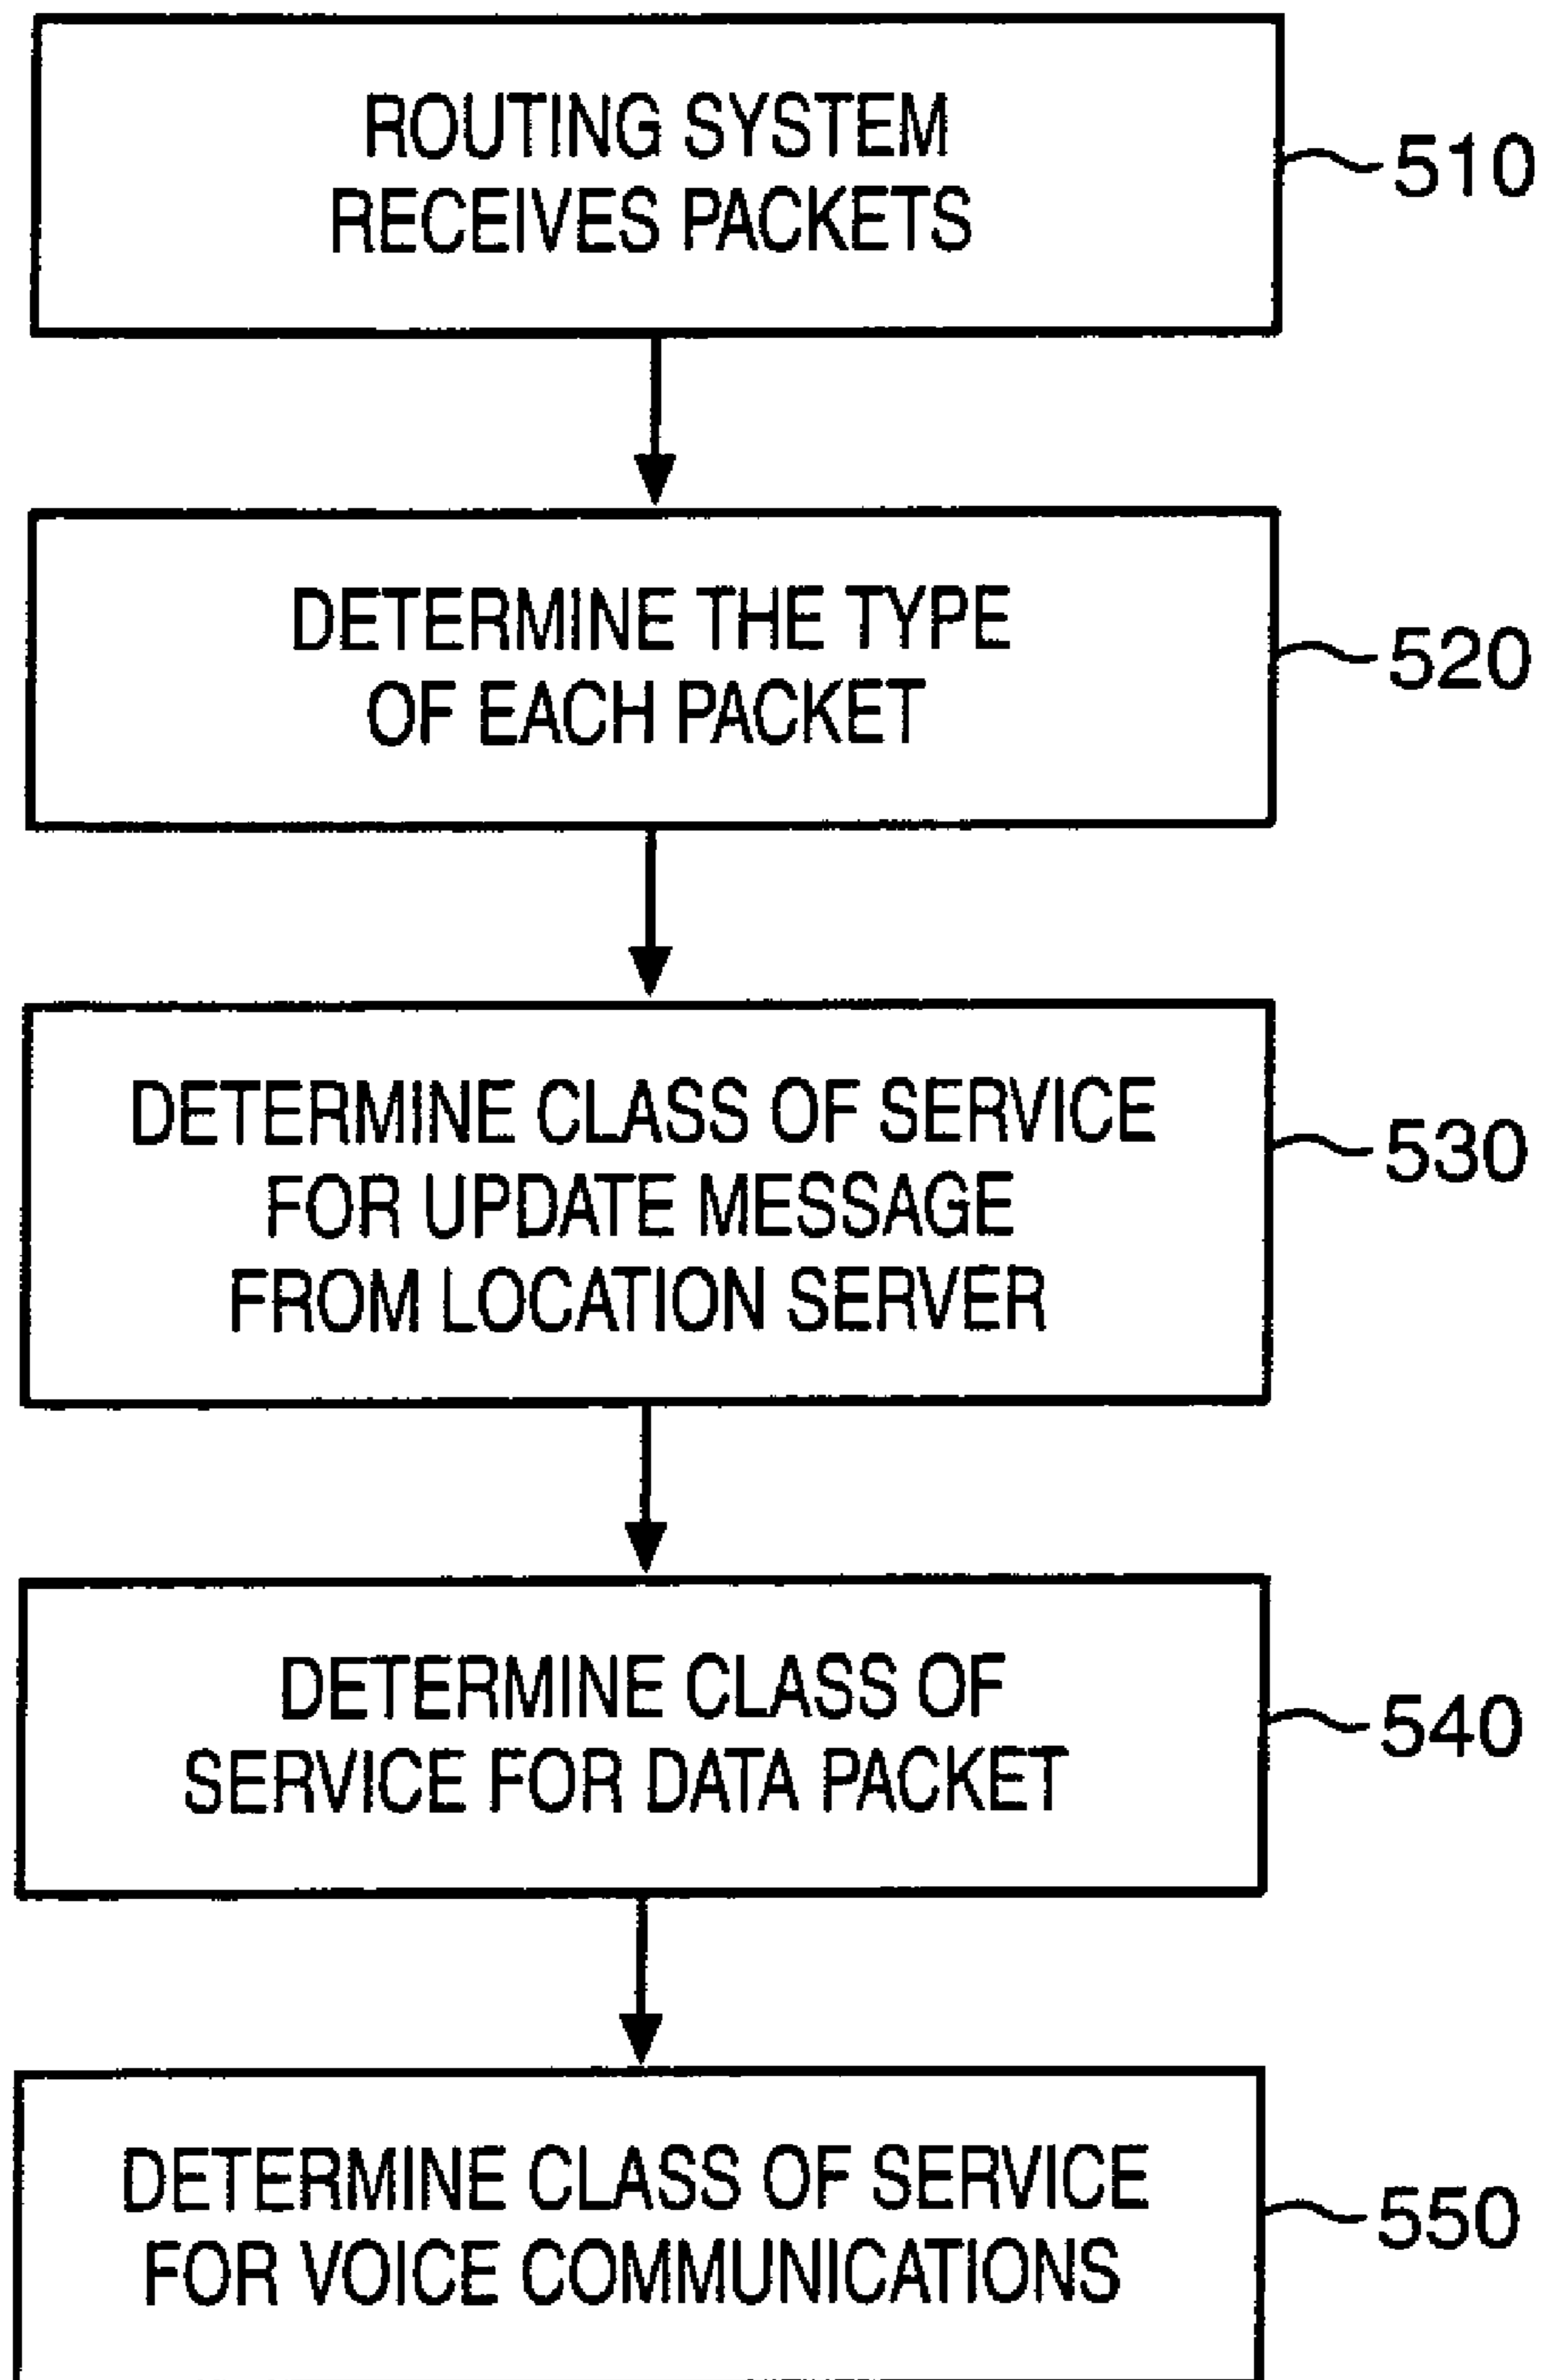 ROUTING SYSTEM
RECEIVES PACKETS
510
DETERMINE THE TYPE
OF EACH PACKET
520
DETERMINE CLASS OF SERVICE
FOR UPDATE MESSAGE
FROM LOCATION SERVER
530
DETERMINE CLASS OF
SERVICE FOR DATA PACKET
540
DETERMINE CLASS OF SERVICE
FOR VOICE COMMUNICATIONS
550